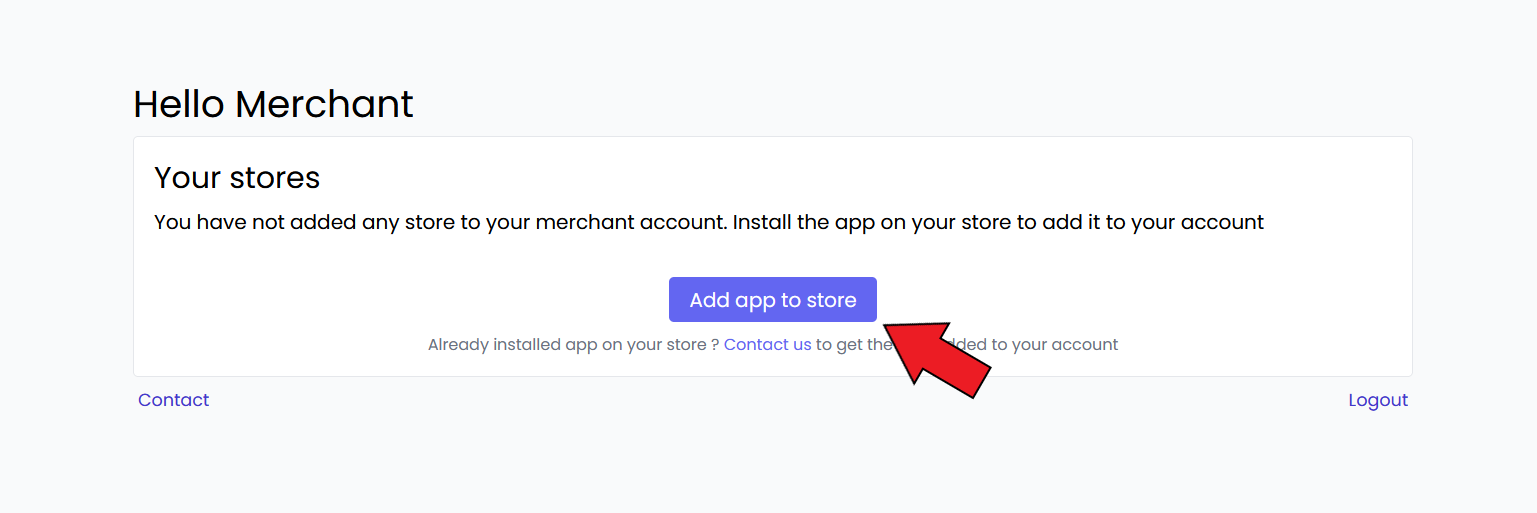 Hello Merchant
Your stores
You have not added any store to your merchant account. Install the app on your store to add it to your account
Add app to store
Already installed app on your store ? Contact us to get the dded to your account
Contact
Logout